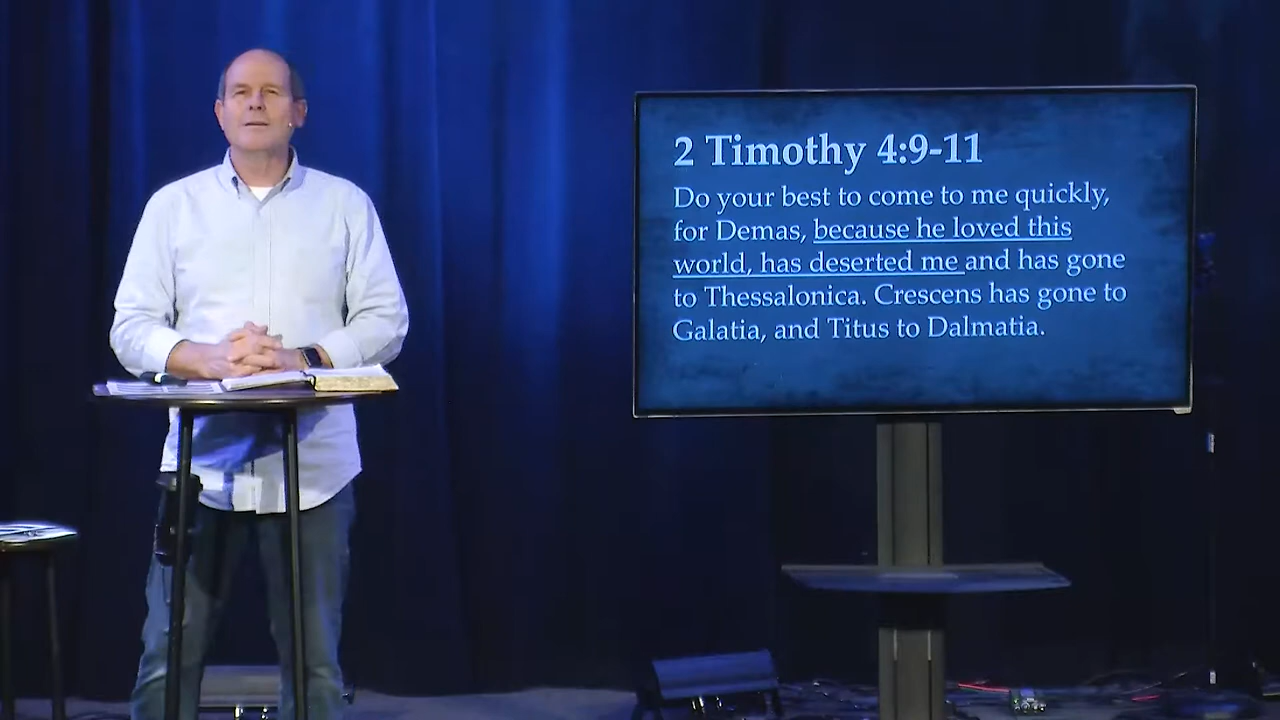 2 Timothy 4:9-11
Do your best to come to me quickly,
for Demas, because he loved this
world, has deserted me and has gone
to Thessalonica. Crescens has gone to
Galatia, and Titus to Dalmatia.